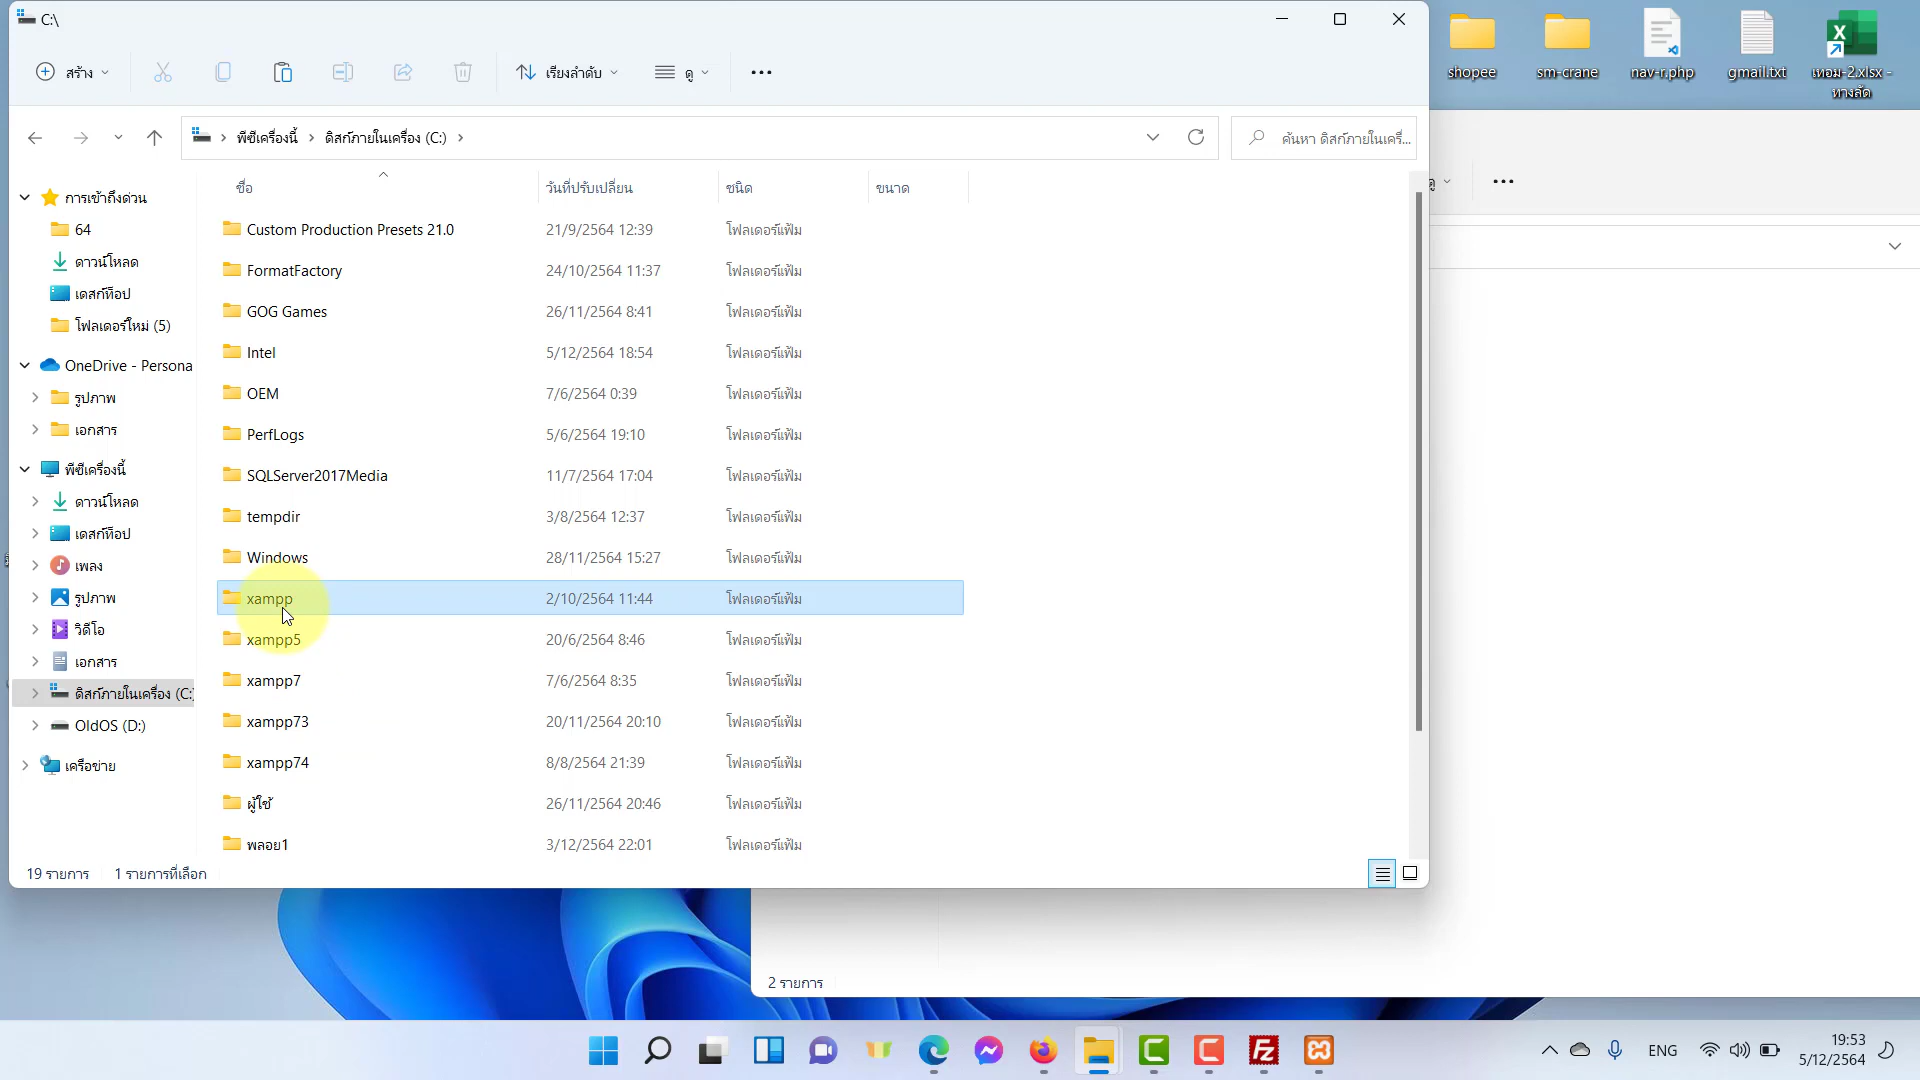 C:\
สร้าง
เรียงลำดับ
ดู
พีซีเครื่องนี้ > ดิสก์ภายในเครื่อง (C:) >
ค้นหา ดิสก์ภายในเครื่...
การเข้าถึงด่วน
64
ดาวน์โหลด
เดสก์ท็อป
โฟลเดอร์ใหม่ (5)
OneDrive - Persona
รูปภาพ
เอกสาร
พีซีเครื่องนี้
ดาวน์โหลด
เดสก์ท็อป
เพลง
รูปภาพ
วิดีโอ
เอกสาร
ดิสก์ภายในเครื่อง (C:)
OldOS (D:)
เครือข่าย
ชื่อ วันที่ปรับเปลี่ยน ชนิด ขนาด
Custom Production Presets 21.0 21/9/2564 12:39 โฟลเดอร์แฟ้ม
FormatFactory 24/10/2564 11:37 โฟลเดอร์แฟ้ม
GOG Games 26/11/2564 8:41 โฟลเดอร์แฟ้ม
Intel 5/12/2564 18:54 โฟลเดอร์แฟ้ม
OEM 7/6/2564 0:39 โฟลเดอร์แฟ้ม
PerfLogs 5/6/2564 19:10 โฟลเดอร์แฟ้ม
SQLServer2017Media 11/7/2564 17:04 โฟลเดอร์แฟ้ม
tempdir 3/8/2564 12:37 โฟลเดอร์แฟ้ม
Windows 28/11/2564 15:27 โฟลเดอร์แฟ้ม
xampp 2/10/2564 11:44 โฟลเดอร์แฟ้ม
xampp5 20/6/2564 8:46 โฟลเดอร์แฟ้ม
xampp7 7/6/2564 8:35 โฟลเดอร์แฟ้ม
xampp73 20/11/2564 20:10 โฟลเดอร์แฟ้ม
xampp74 8/8/2564 21:39 โฟลเดอร์แฟ้ม
ผู้ใช้ 26/11/2564 20:46 โฟลเดอร์แฟ้ม
พลอย1 3/12/2564 22:01 โฟลเดอร์แฟ้ม
19 รายการ 1 รายการที่เลือก
shopee
sm-crane
nav-r.php
gmail.txt
เทอม-2.xlsx -
ทางลัด
ดู
2 รายการ
ENG
19:53
5/12/2564